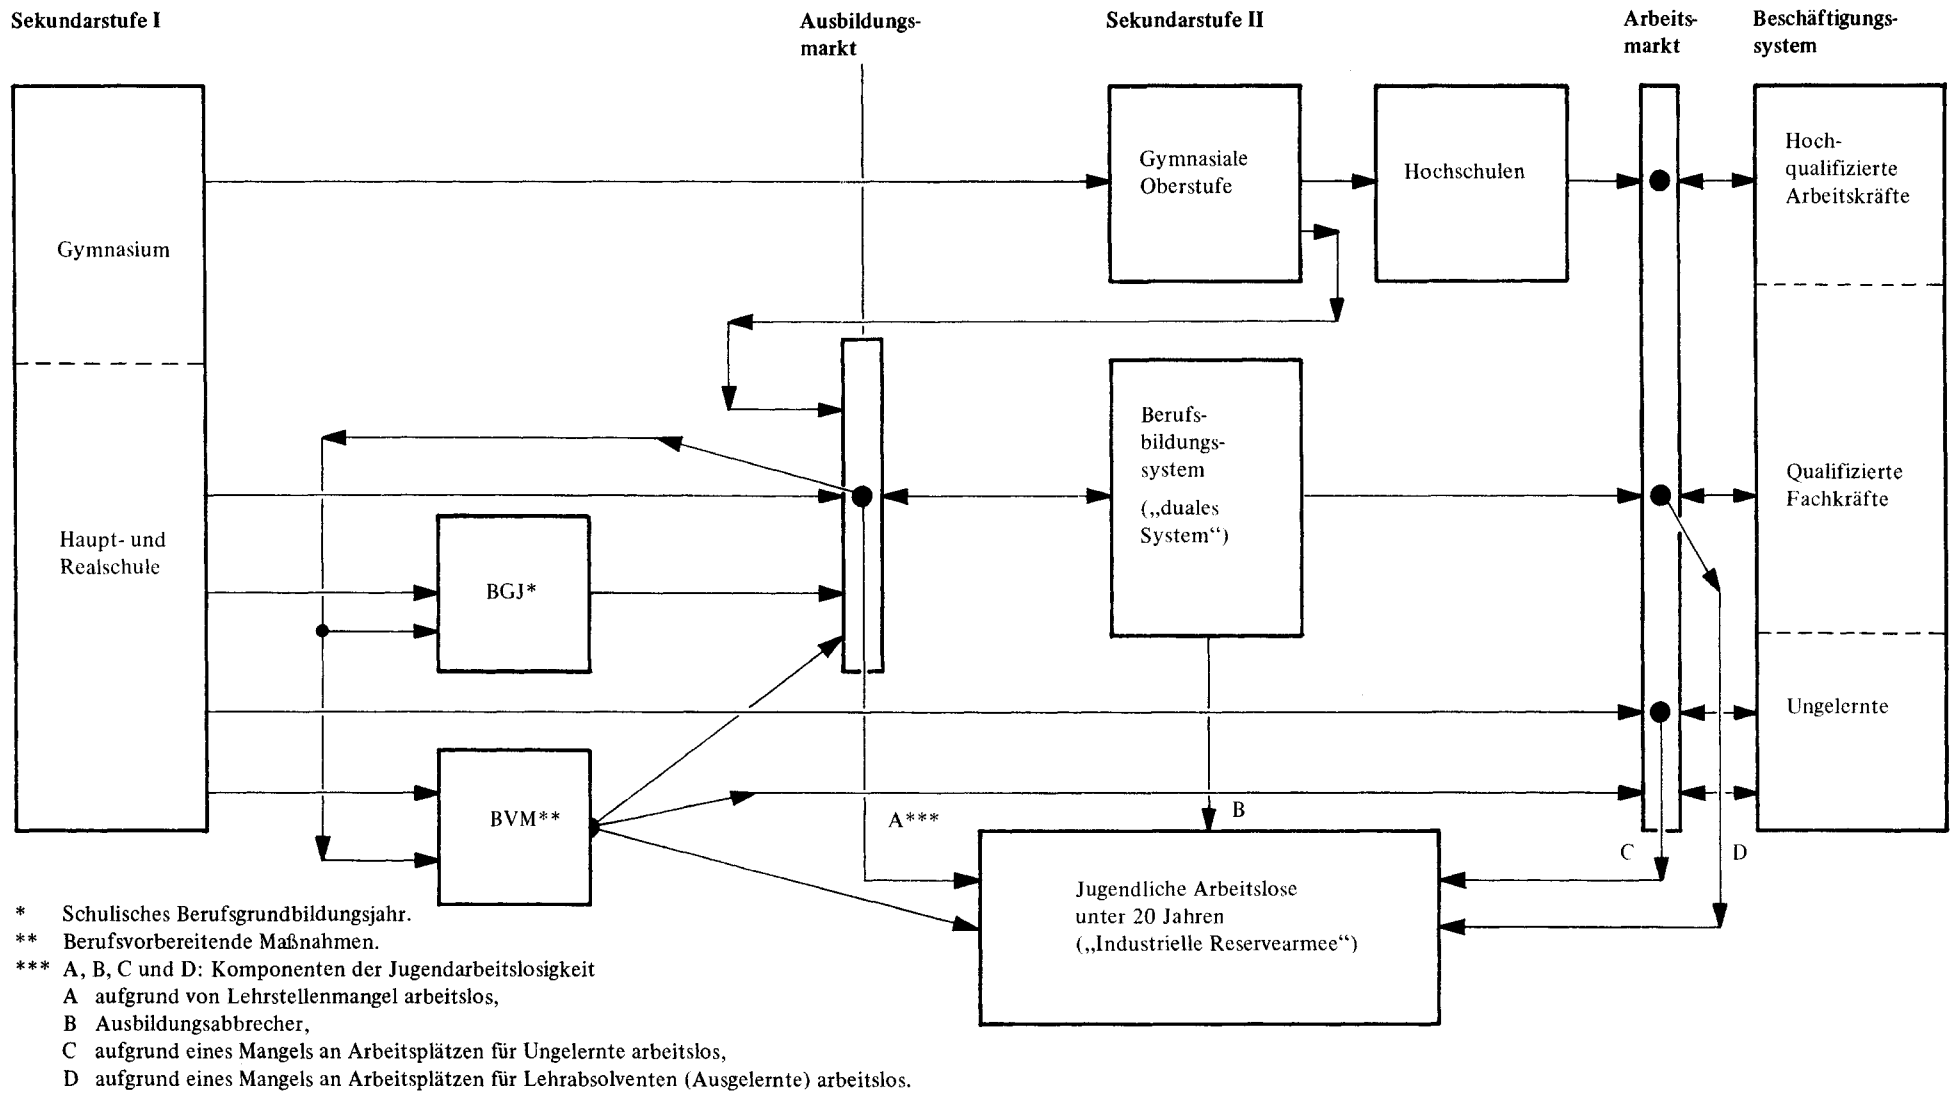 Sekundarstufe I
Ausbildungs-
markt
Sekundarstufe II
Arbeits-
markt
Beschäftigungs-
system
Gymnasium
Haupt- und
Realschule
BGJ*
BVM**
Gymnasiale
Oberstufe
Hochschulen
Berufs-
bildungs-
system
(„duales
System“)
Hoch-
qualifizierte
Arbeitskräfte
Qualifizierte
Fachkräfte
Ungelernte
A***
B
C
D
Jugendliche Arbeitslose
unter 20 Jahren
(„Industrielle Reservearmee“)
* Schulisches Berufsgrundbildungsjahr.
** Berufsvorbereitende Maßnahmen.
*** A, B, C und D: Komponenten der Jugendarbeitslosigkeit
A aufgrund von Lehrstellenmangel arbeitslos,
B Ausbildungsabbrecher,
C aufgrund eines Mangels an Arbeitsplätzen für Ungelernte arbeitslos,
D aufgrund eines Mangels an Arbeitsplätzen für Lehrabsolventen (Ausgelernte) arbeitslos.